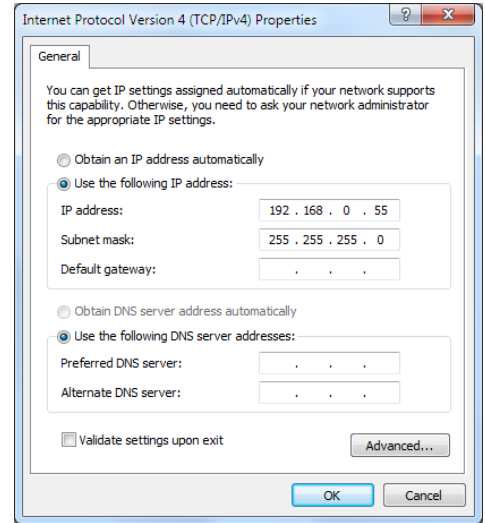 Internet Protocol Version 4 (TCP/IPv4) Properties
General
You can get IP settings assigned automatically if your network supports
this capability. Otherwise, you need to ask your network administrator
for the appropriate IP settings.
Obtain an IP address automatically
Use the following IP address:
IP address: 192 . 168 . 0 . 55
Subnet mask: 255 . 255 . 255 . 0
Default gateway: . . .
Obtain DNS server address automatically
Use the following DNS server addresses:
Preferred DNS server: . . .
Alternate DNS server: . . .
Validate settings upon exit
Advanced...
OK Cancel